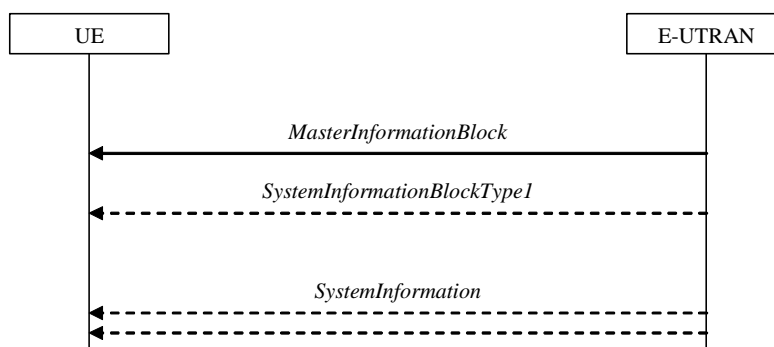 UE
E-UTRAN
MasterInformationBlock
SystemInformationBlockType1
SystemInformation